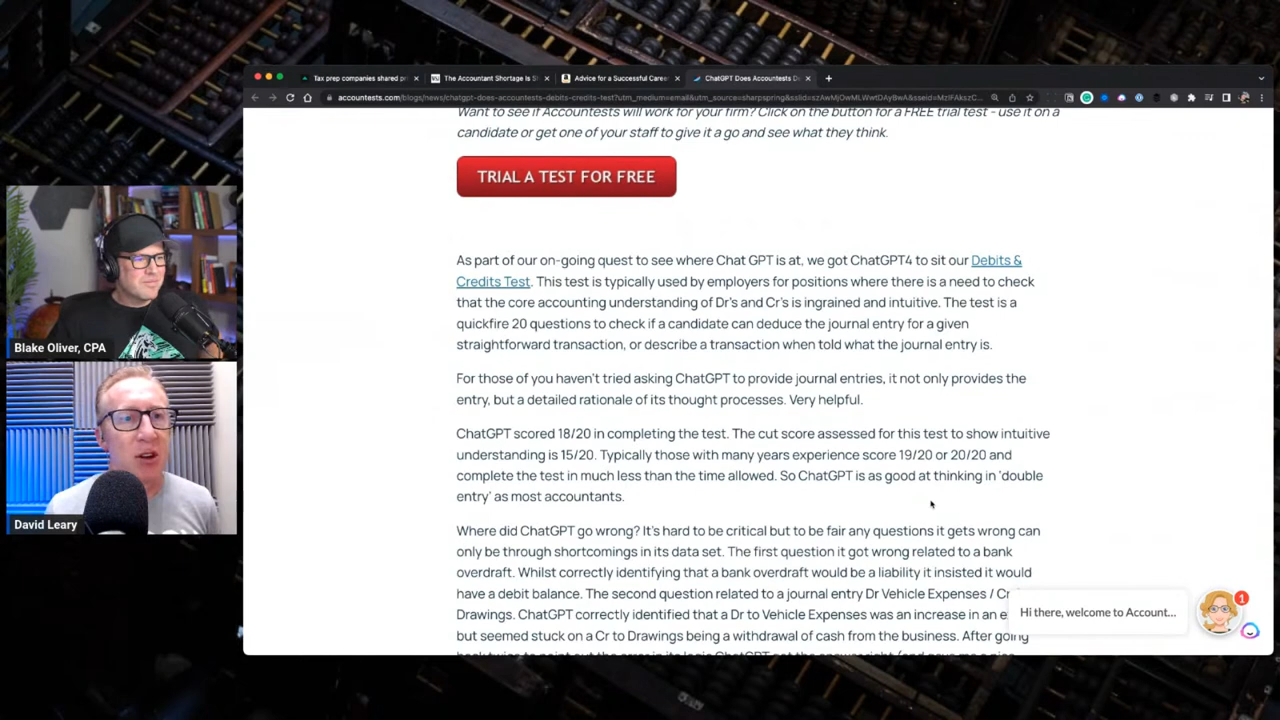 Tax prep companies shared pr
The Accountant Shortage Is S
Advice for a Successful Caree
ChatGPT Does Accountests D
accountests.com/blogs/news/chatgpt-does-accountests-debits-credits-test?utm_medium=email&utm_source=sharpspring
Want to see if Accountests will work for your firm? Click on the button for a FREE trial test - use it on a
candidate or get one of your staff to give it a go and see what they think.
TRIAL A TEST FOR FREE
As part of our on-going quest to see where Chat GPT is at, we got ChatGPT4 to sit our Debits &
Credits Test. This test is typically used by employers for positions where there is a need to check
that the core accounting understanding of Dr's and Cr's is ingrained and intuitive. The test is a
quickfire 20 questions to check if a candidate can deduce the journal entry for a given
straightforward transaction, or describe a transaction when told what the journal entry is.
For those of you haven't tried asking ChatGPT to provide journal entries, it not only provides the
entry, but a detailed rationale of its thought processes. Very helpful.
ChatGPT scored 18/20 in completing the test. The cut score assessed for this test to show intuitive
understanding is 15/20. Typically those with many years experience score 19/20 or 20/20 and
complete the test in much less than the time allowed. So ChatGPT is as good at thinking in 'double
entry' as most accountants.
Where did ChatGPT go wrong? It's hard to be critical but to be fair any questions it gets wrong can
only be through shortcomings in its data set. The first question it got wrong related to a bank
overdraft. Whilst correctly identifying that a bank overdraft would be a liability it insisted it would
have a debit balance. The second question related to a journal entry Dr Vehicle Expenses / Cr
Drawings. ChatGPT correctly identified that a Dr to Vehicle Expenses was an increase in an
but seemed stuck on a Cr to Drawings being a withdrawal of cash from the business. After going
Hi there, welcome to Account...
1
Blake Oliver, CPA
David Leary